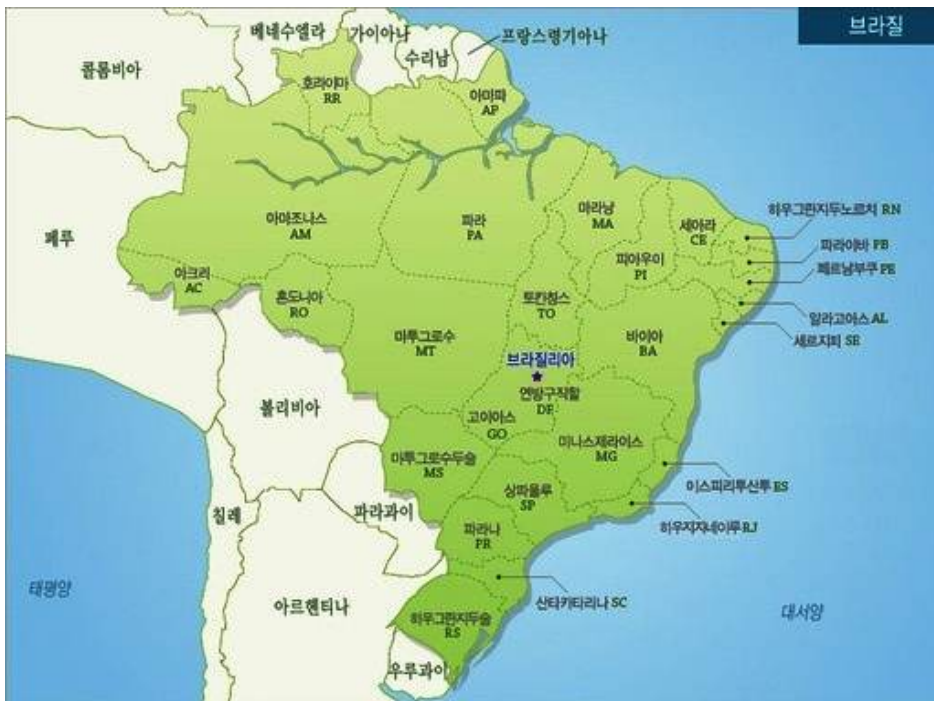 브라질
베네수엘라
가이아나
프랑스령기아나
수리남
콜롬비아
호라이마
RR
아마파
AP
하우그란지두노르치 RN
아마조나스
AM
파라
PA
마라냥
MA
세아라
CE
페루
파라이바 PB
피아우이
PI
페르남부쿠 PE
아크리
AC
혼도니아
RO
토칸칭스
TO
알라고아스 AL
마투그로수
MT
바이아
BA
세르지피 SE
브라질리아
연방구직할
DF
볼리비아
고이아스
GO
미나스제라이스
MG
마투그로수두술
MS
상파울루
SP
이스피리투산투 ES
칠레
파라과이
파라나
PR
하우지자네이루 RJ
태평양
아르헨티나
산타카타리나 SC
대서양
하우그란지두술
RS
우루과이